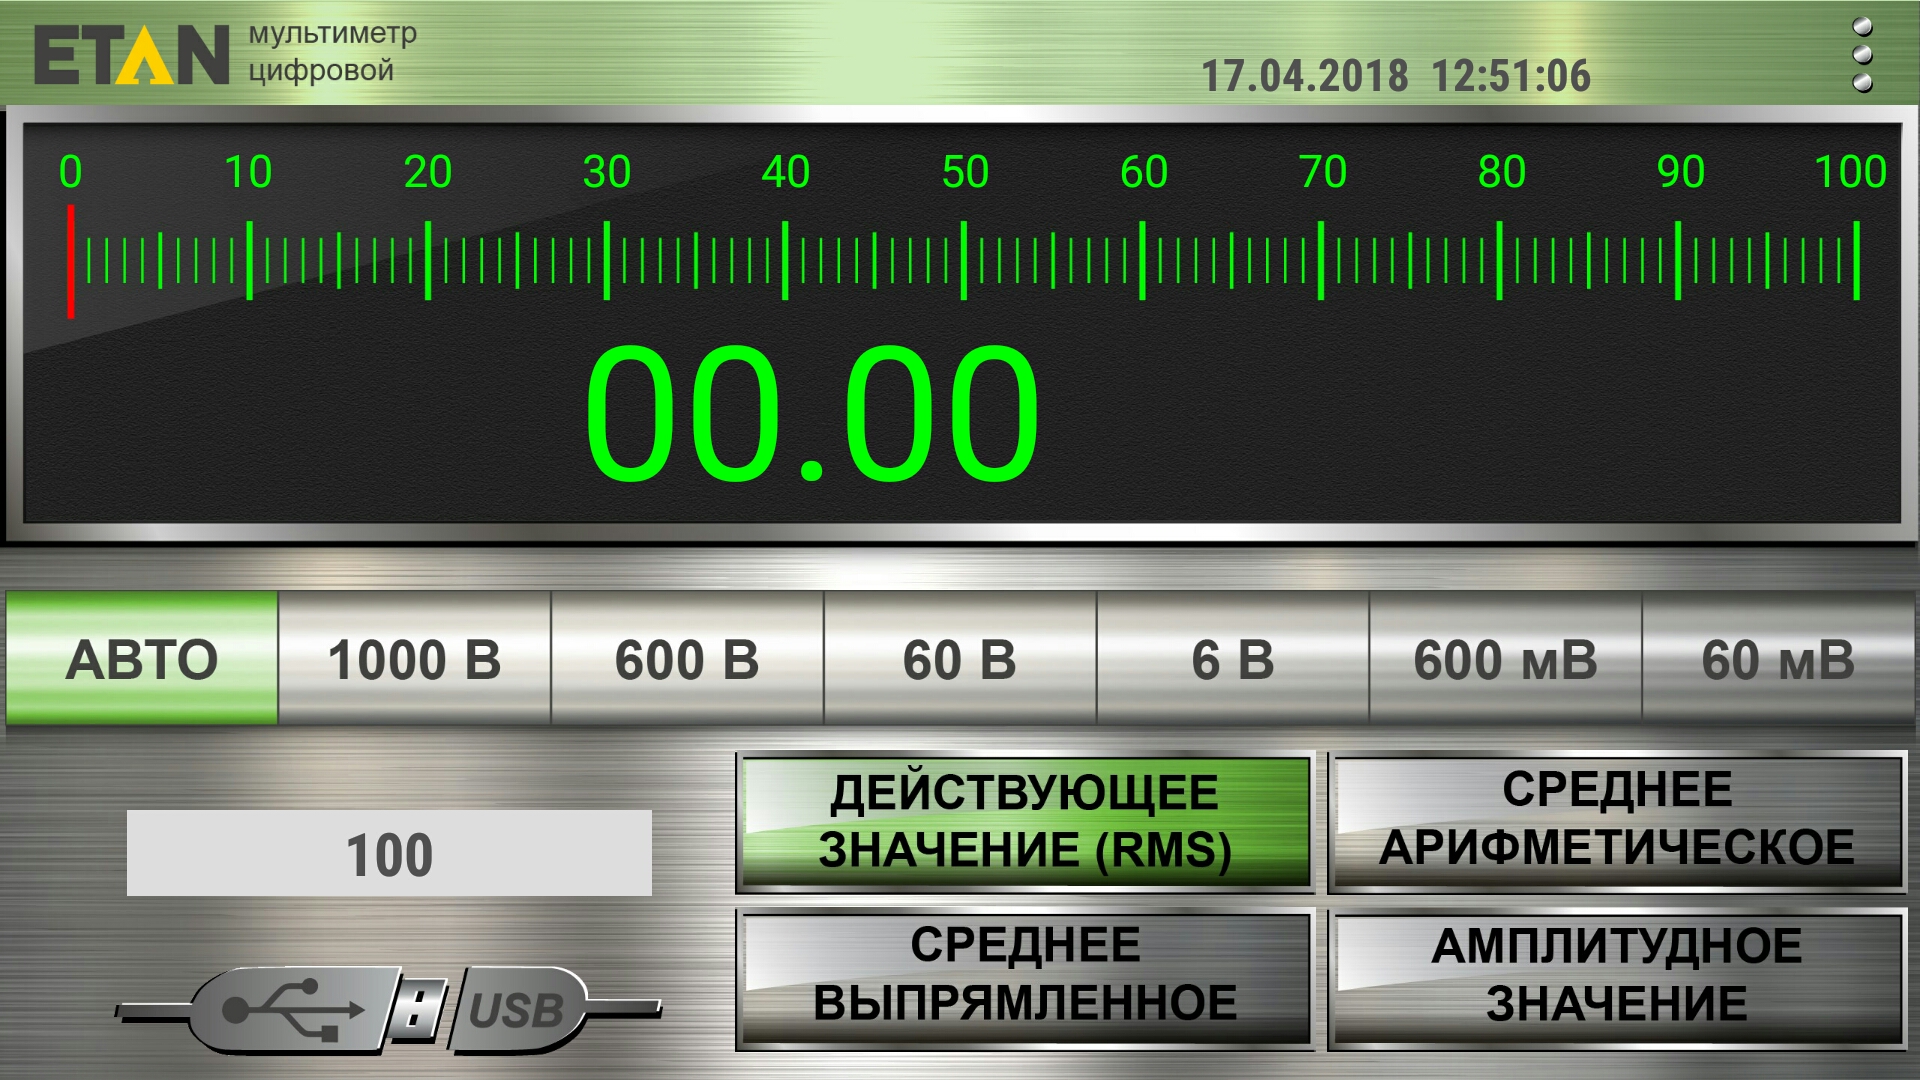 ETAN мультиметр
цифровой
17.04.2018 12:51:06
0 10 20 30 40 50 60 70 80 90 100
00.00
АВТО 1000 В 600 В 60 В 6 В 600 мВ 60 мВ
100
ДЕЙСТВУЮЩЕЕ
ЗНАЧЕНИЕ (RMS)
СРЕДНЕЕ
АРИФМЕТИЧЕСКОЕ
СРЕДНЕЕ
ВЫПРЯМЛЕННОЕ
АМПЛИТУДНОЕ
ЗНАЧЕНИЕ
USB